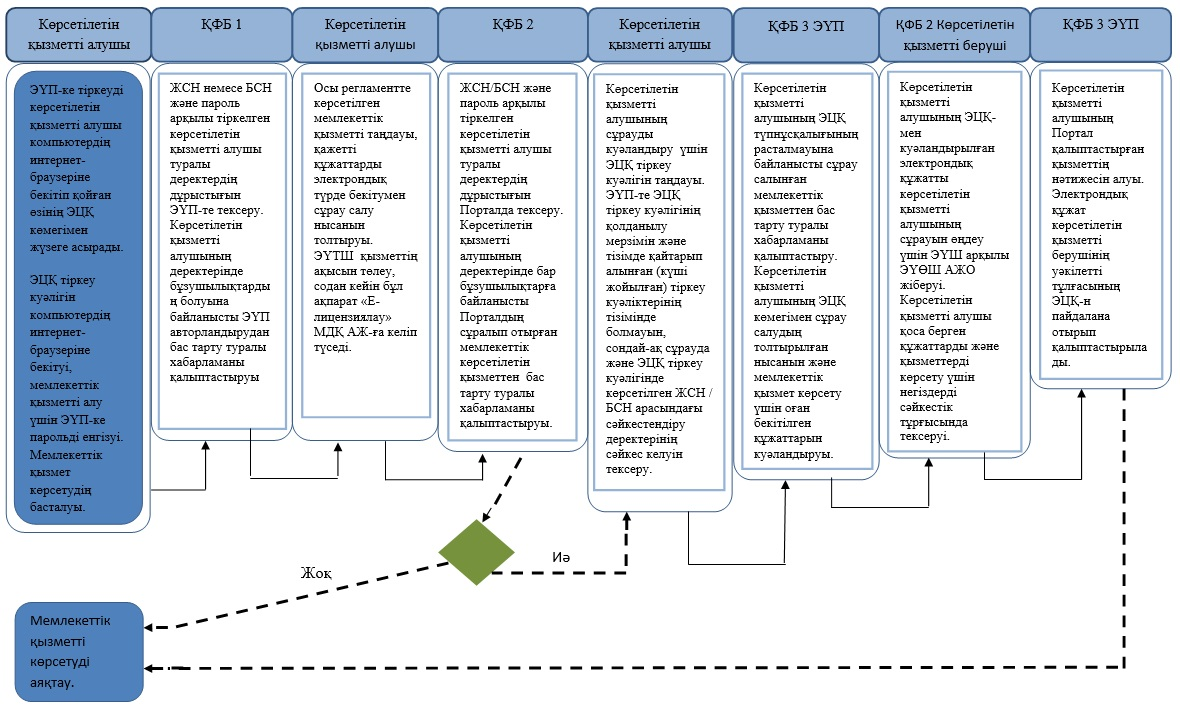 Көрсетілетін
қызметті алушы
ҚФБ 1
Көрсетілетін
қызметті алушы
ҚФБ 2
Көрсетілетін
қызметті алушы
ҚФБ 3 ЭҮП
ҚФБ 2 Көрсетілетін
қызметті беруші
ҚФБ 3 ЭҮП
ЭҮП-ке тіркеуді
көрсетілетін
қызметті алушы
компьютердің
интернет-
браузеріне
бекітіп қойған
өзінің ЭЦҚ
көмегімен
жүзеге асырады.
ЭЦҚ тіркеу
куәлігін
компьютердің
интернет-
браузеріне
бекітуі,
мемлекеттік
қызметті алу
үшін ЭҮП-ке
парольді енгізуі.
Мемлекеттік
қызмет
көрсетудің
басталуы.
ЖСН немесе БСН
және пароль
арқылы тіркелген
көрсетілетін
қызметті алушы
туралы
деректердің
дұрыстығын
ЭҮП-те тексеру.
Көрсетілетін
қызметті
алушының
деректерінде
бұзушылықтарды
ң болуына
байланысты ЭҮП
авторландырудан
бас тарту туралы
хабарламаны
қалыптастыруы
Осы регламентте
көрсетілген
мемлекеттік
қызметті таңдауы,
қажетті
құжаттарды
электрондық
түрде бекітумен
сұрау салу
нысанын
толтыруы.
ЭҮТШ қызметтің
ақысын төлеу,
содан кейін бұл
ақпарат «Е-
лицензиялау»
МДҚ АЖ-ға келіп
түседі.
ЖСН/БСН және
пароль арқылы
тіркелген
көрсетілетін
қызметті алушы
туралы
деректердің
дұрыстығын
Порталда тексеру.
Көрсетілетін
қызметті
алушының
деректерінде бар
бұзушылықтарға
байланысты
Порталдың
сұралып отырған
мемлекеттік
көрсетілетін
қызметтен бас
тарту туралы
хабарламаны
қалыптастыруы.
Көрсетілетін
қызметті
алушының
сұрауды
куәландыру үшін
ЭЦҚ тіркеу
куәлігін таңдауы.
ЭҮП-те ЭЦҚ
тіркеу куәлігінің
қолданылу
мерзімін және
тізімде қайтарып
алынған (күші
жойылған) тіркеу
куәліктерінің
тізімінде
болмауын,
сондай-ақ сұрауда
және ЭЦҚ тіркеу
куәлігінде
көрсетілген ЖСН /
БСН арасындағы
сәйкестендіру
деректерінің
сәйкес келуін
тексеру.
Көрсетілетін
қызметті
алушының ЭЦҚ
түпнұсқалығының
расталмауына
байланысты сұрау
салынған
мемлекеттік
қызметтен бас
тарту туралы
хабарламаны
қалыптастыру.
Көрсетілетін
қызметті
алушының ЭЦҚ
көмегімен сұрау
салудың
толтырылған
нысанын және
мемлекеттік
қызмет көрсету
үшін оған
бекітілген
құжаттарын
куәландыруы.
Көрсетілетін
қызметті
алушының ЭЦҚ-
мен
куәландырылған
электрондық
құжатты
көрсетілетін
қызметті
алушының
сұрауын өңдеу
үшін ЭҮШ арқылы
ЭҮӨШ АЖО
жіберуі.
Көрсетілетін
қызметті алушы
қоса берген
құжаттарды және
қызметтерді
көрсету үшін
негіздерді
сәйкестік
тұрғысында
тексеруі.
Көрсетілетін
қызметті
алушының
Портал
қалыптастырған
қызметтің
нәтижесін алуы.
Электрондық
құжат
көрсетілетін
қызметті
берушінің
уәкілетті
тұлғасының
ЭЦҚ-н
пайдалана
отырып
қалыптастырыла
ды.
Жоқ
Иә
Мемлекеттік
қызметті
көрсетуді
аяқтау.